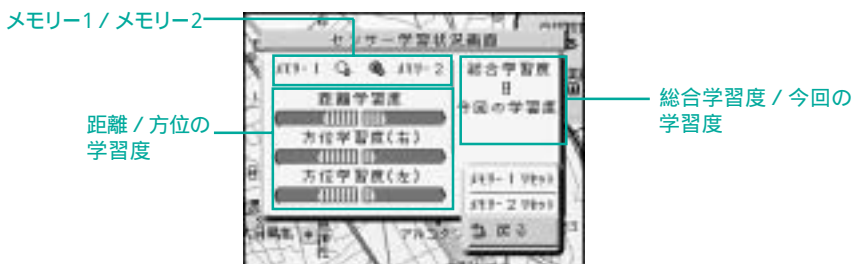 メモリー1 / メモリー2
センサー学習状況画面
ﾒﾓﾘｰ-1 ﾒﾓﾘｰ-2
総合学習度
今回の学習度
距離学習度
方位学習度(右)
方位学習度(左)
ﾒﾓﾘｰ-1 ﾘｾｯﾄ
ﾒﾓﾘｰ-2 ﾘｾｯﾄ
戻る
距離 / 方位の
学習度
総合学習度 / 今回の
学習度